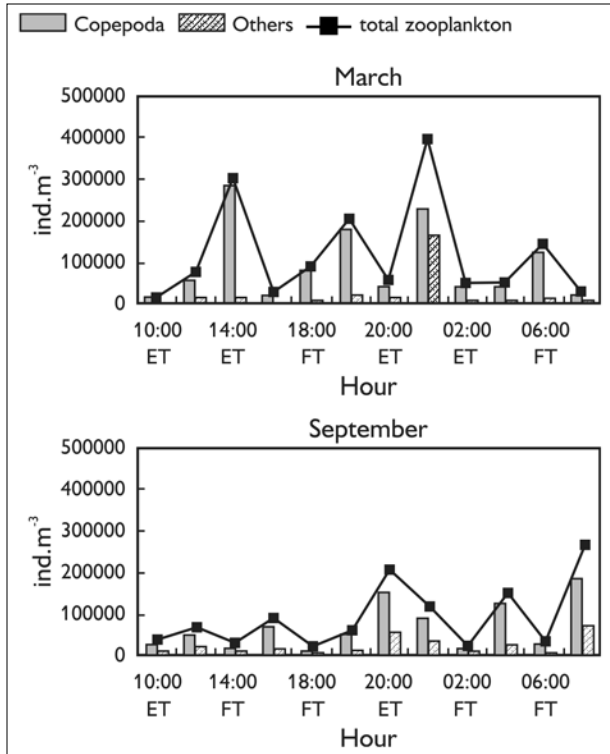 Copepoda Others total zooplankton
March
500000
400000
300000
200000
100000
0
ind.m⁻³
10:00 14:00 18:00 20:00 02:00 06:00
ET ET FT ET ET FT
Hour
September
500000
400000
300000
200000
100000
0
ind.m⁻³
10:00 14:00 18:00 20:00 02:00 06:00
ET FT FT ET FT FT
Hour